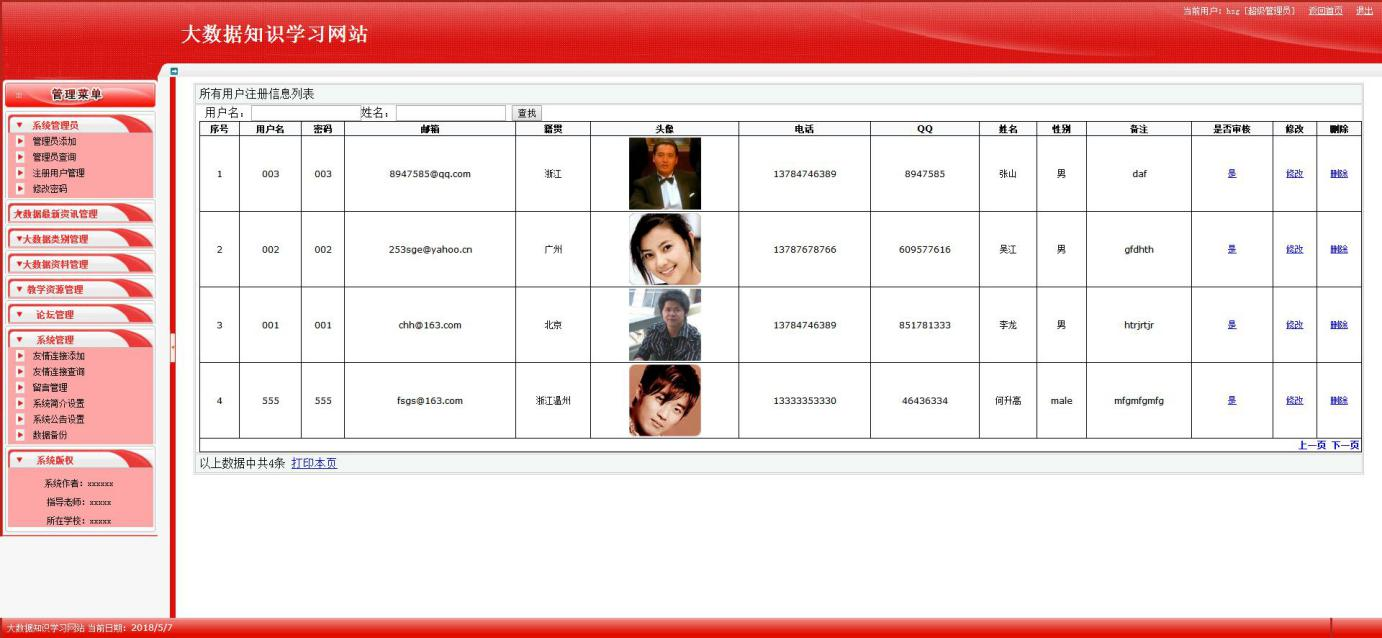 当前用户：hsg [超级管理员] 返回首页 退出
大数据知识学习网站
管理菜单
系统管理员
管理员添加
管理员查询
注册用户管理
修改密码
大数据最新资讯管理
大数据类别管理
大数据资料管理
教学资源管理
论坛管理
系统管理
友情连接添加
友情连接查询
留言管理
系统简介设置
系统公告设置
数据备份
系统版权
系统作者：xxxxxx
指导老师：xxxxx
所在学校：xxxxx
所有用户注册信息列表
用户名： 姓名： 查找
序号 用户名 密码 邮箱 籍贯 头像 电话 QQ 姓名 性别 备注 是否审核 修改 删除
1 003 003 8947585@qq.com 浙江 13784746389 8947585 张山 男 daf 是 修改 删除
2 002 002 253sge@yahoo.cn 广州 13787678766 609577616 吴江 男 gfdhth 是 修改 删除
3 001 001 chh@163.com 北京 13784746389 851781333 李龙 男 htrjrtjr 是 修改 删除
4 555 555 fsgs@163.com 浙江温州 13333353330 46436334 何升高 male mfgmfgmfg 是 修改 删除
上一页 下一页
以上数据中共4条 打印本页
大数据知识学习网站 当前日期：2018/5/7